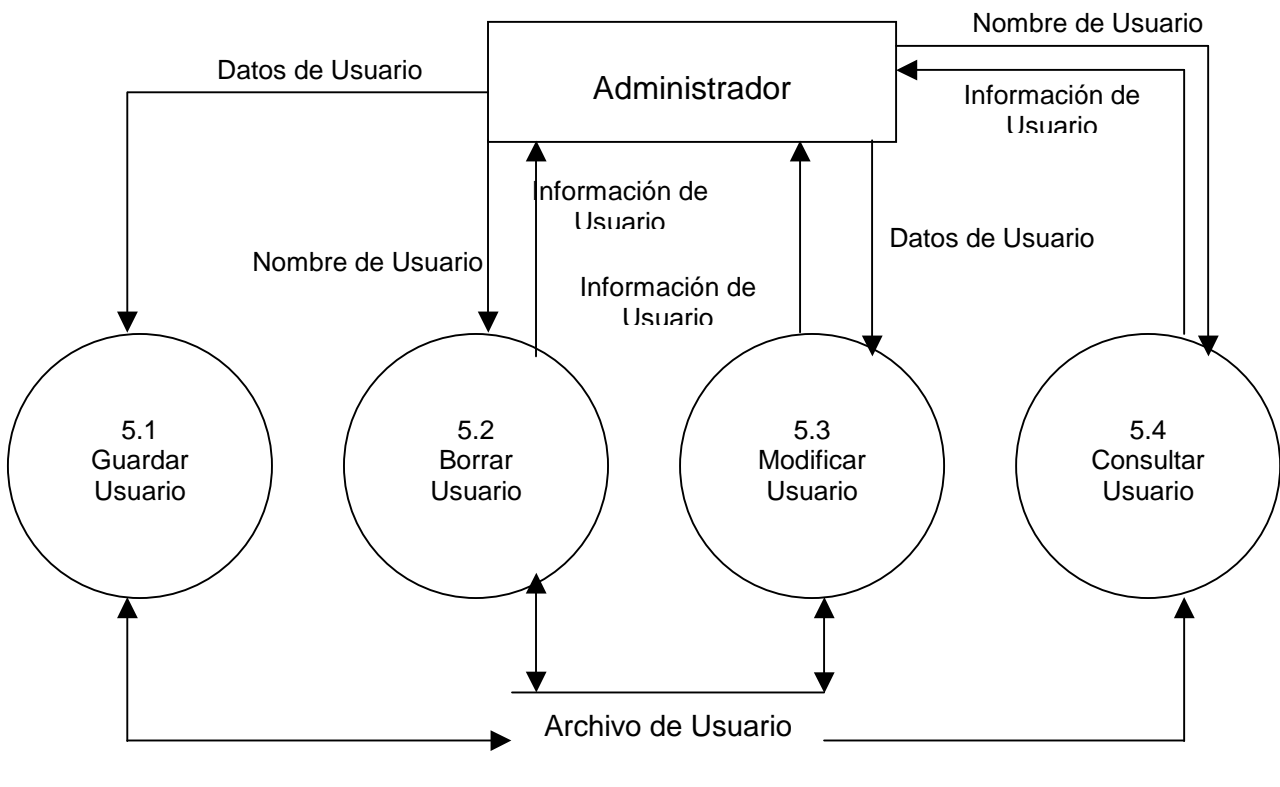 Nombre de Usuario
Datos de Usuario
Administrador
Información de
Usuario
Información de
Usuario
Datos de Usuario
Nombre de Usuario
Información de
Usuario
5.1
Guardar
Usuario
5.2
Borrar
Usuario
5.3
Modificar
Usuario
5.4
Consultar
Usuario
Archivo de Usuario